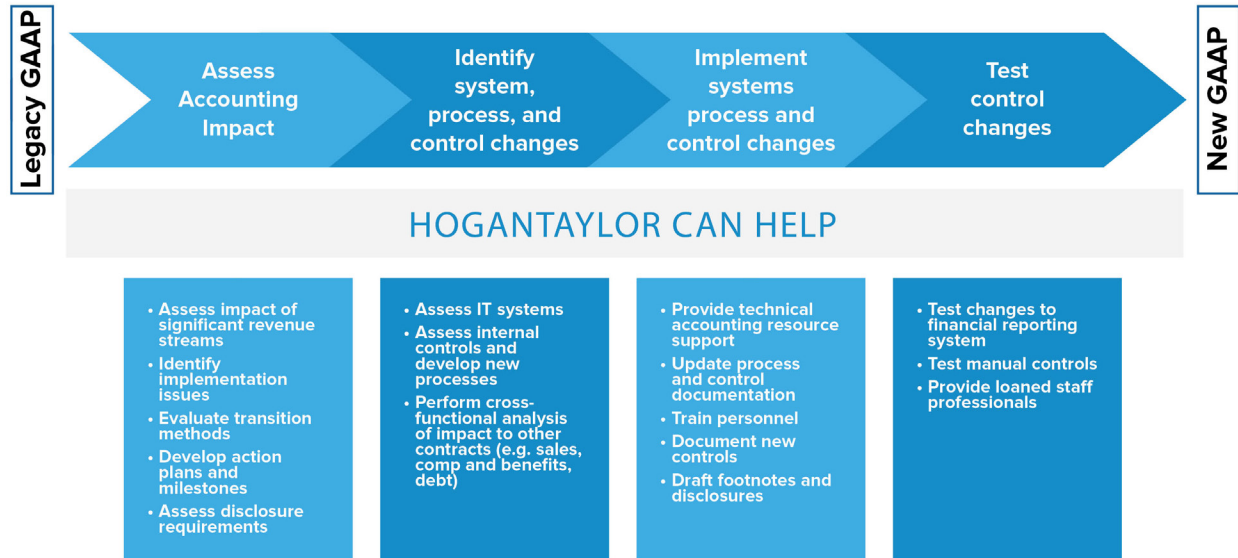 Legacy GAAP
Assess
Accounting
Impact
Identify
system,
process, and
control changes
Implement
systems
process and
control changes
Test
control
changes
New GAAP
HOGANTAYLOR CAN HELP
• Assess impact of
significant revenue
streams
• Identify
implementation
issues
• Evaluate transition
methods
• Develop action
plans and
milestones
• Assess disclosure
requirements
• Assess IT systems
• Assess internal
controls and
develop new
processes
• Perform cross-
functional analysis
of impact to other
contracts (e.g. sales,
comp and benefits,
debt)
• Provide technical
accounting resource
support
• Update process
and control
documentation
• Train personnel
• Document new
controls
• Draft footnotes and
disclosures
• Test changes to
financial reporting
system
• Test manual controls
• Provide loaned staff
professionals